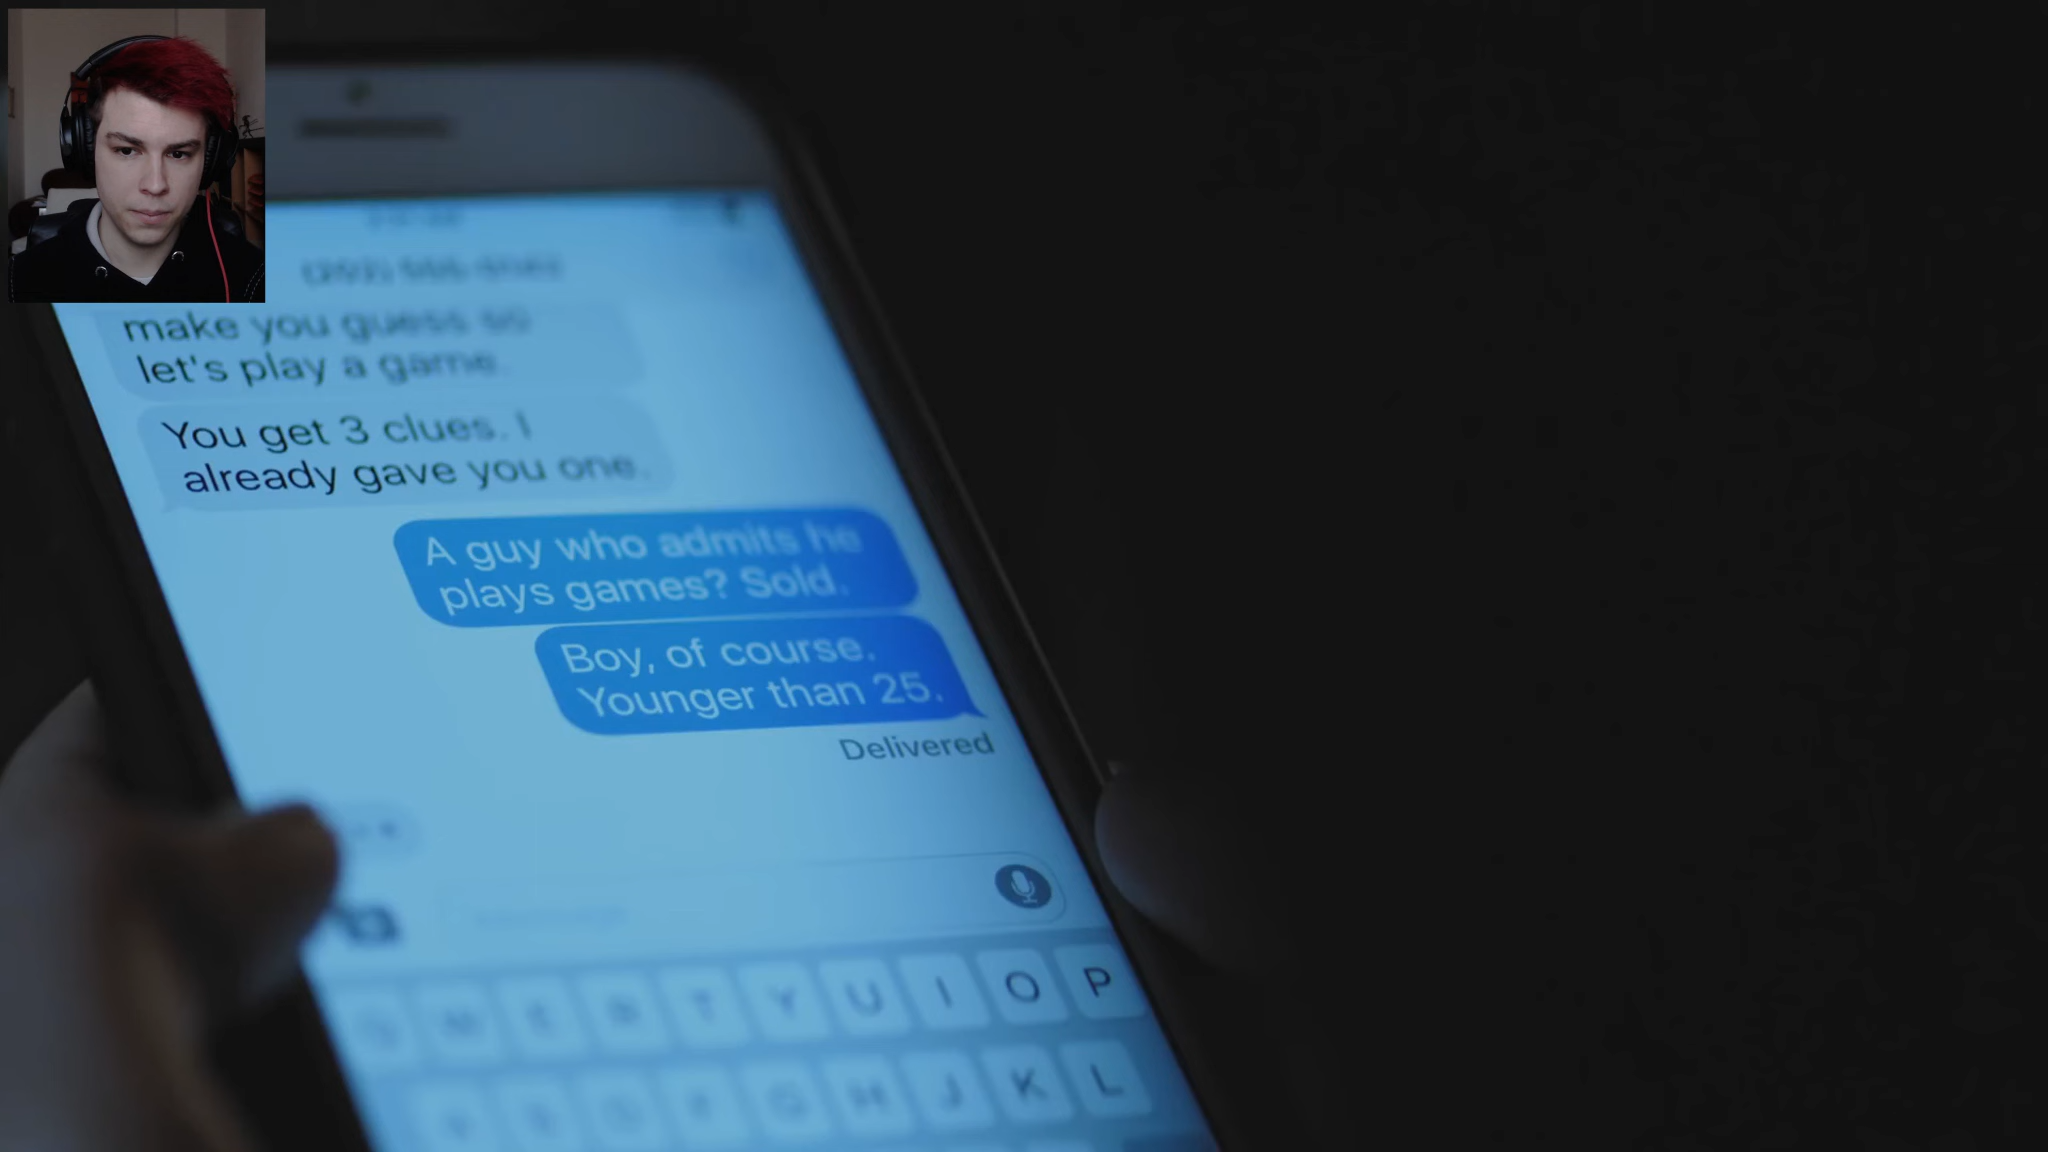 make you guess so
let's play a game.
You get 3 clues. I
already gave you one.
A guy who admits he
plays games? Sold.
Boy, of course.
Younger than 25.
Delivered
T Y U I O P
G H J K L